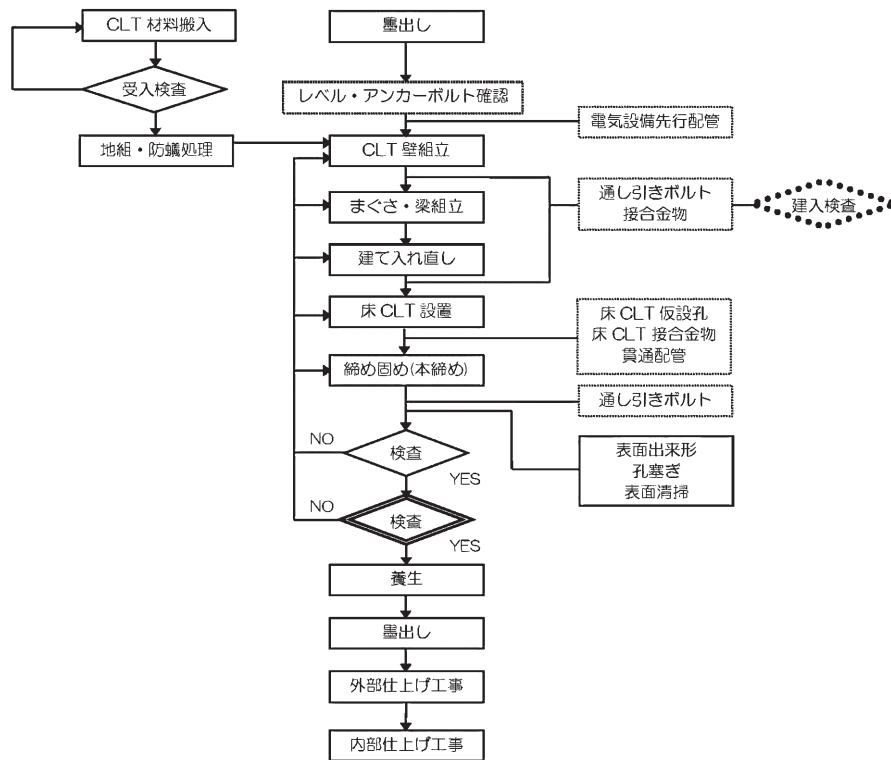 CLT 材料搬入
受入検査
地組・防蟻処理
墨出し
レベル・アンカーボルト確認
電気設備先行配管
CLT 壁組立
まぐさ・梁組立
通し引きボルト
接合金物
建入検査
建て入れ直し
床 CLT 設置
床 CLT 仮設孔
床 CLT 接合金物
貫通配管
締め固め(本締め)
通し引きボルト
表面出来形
孔塞ぎ
表面清掃
NO
検査
YES
NO
検査
YES
養生
墨出し
外部仕上げ工事
内部仕上げ工事